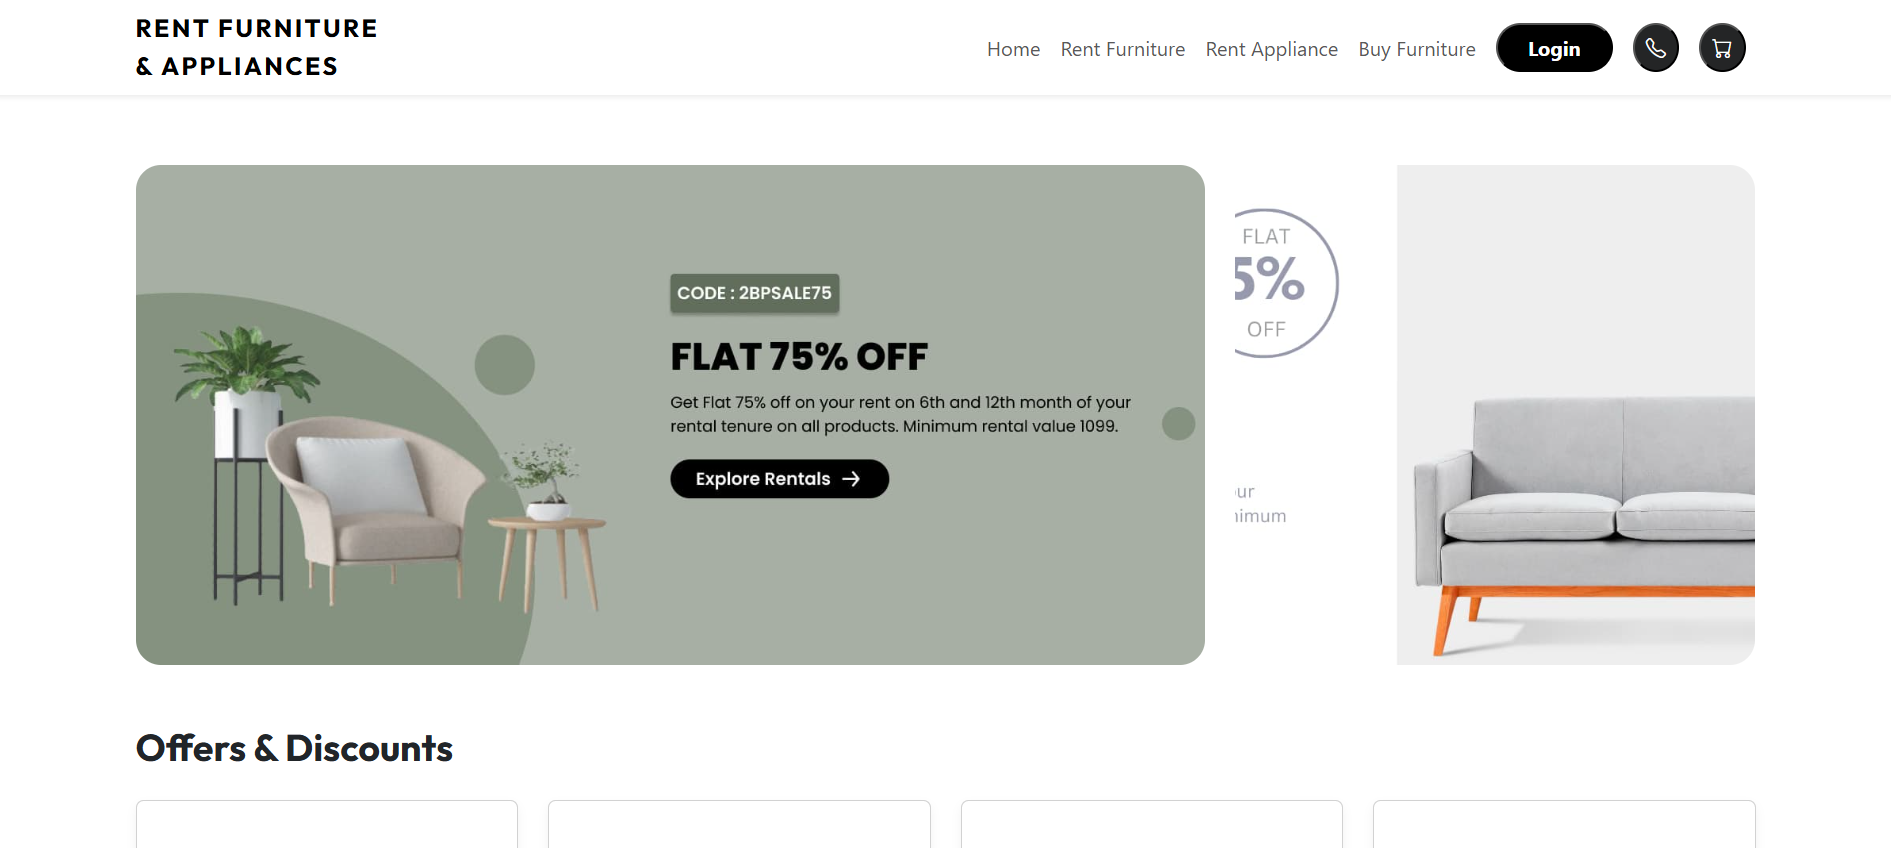 RENT FURNITURE
& APPLIANCES
Home Rent Furniture Rent Appliance Buy Furniture Login
CODE : 2BPSALE75
FLAT 75% OFF
Get Flat 75% off on your rent on 6th and 12th month of your
rental tenure on all products. Minimum rental value 1099.
Explore Rentals →
FLAT
5%
OFF
Offers & Discounts